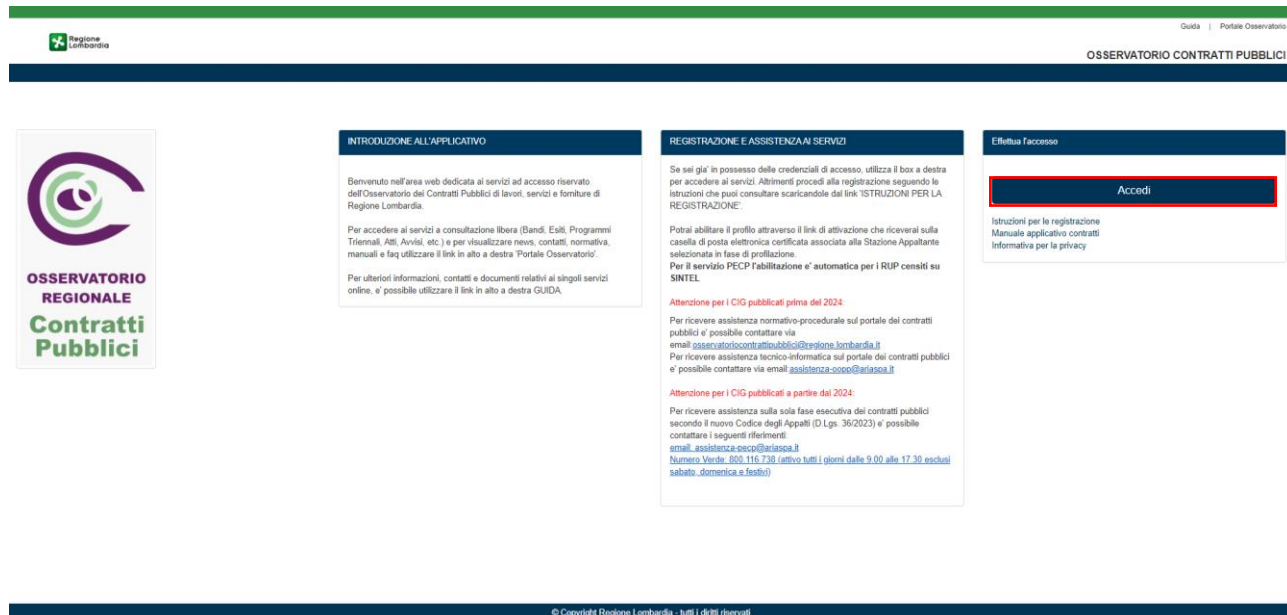 Guida | Portale Osservatorio
Regione
Lombardia
OSSERVATORIO CONTRATTI PUBBLICI
OSSERVATORIO
REGIONALE
Contratti
Pubblici
INTRODUZIONE ALL'APPLICATIVO
Benvenuto nell'area web dedicata ai servizi ad accesso riservato
dell'Osservatorio dei Contratti Pubblici di lavori, servizi e forniture di
Regione Lombardia.
Per accedere ai servizi a consultazione libera (Bandi, Esiti, Programmi
Triennali, Atti, Avvisi, etc.) e per visualizzare news, contatti, normativa,
manuali e faq utilizzare il link in alto a destra 'Portale Osservatorio'.
Per ulteriori informazioni, contatti e documenti relativi ai singoli servizi
online, e' possibile utilizzare il link in alto a destra GUIDA.
REGISTRAZIONE E ASSISTENZA AI SERVIZI
Se sei gia' in possesso delle credenziali di accesso, utilizza il box a destra
per accedere ai servizi. Altrimenti procedi alla registrazione seguendo le
istruzioni che puoi consultare scaricandole dal link 'ISTRUZIONI PER LA
REGISTRAZIONE'.
Potrai abilitare il profilo attraverso il link di attivazione che riceverai sulla
casella di posta elettronica certificata associata alla Stazione Appaltante
selezionata in fase di profilazione.
Per il servizio PECP l'abilitazione e' automatica per i RUP censiti su
SINTEL
Attenzione per i CIG pubblicati prima del 2024:
Per ricevere assistenza normativo-procedurale sul portale dei contratti
pubblici e' possibile contattare via
email:osservatoriocontrattipubblici@regione.lombardia.it
Per ricevere assistenza tecnico-informatica sul portale dei contratti pubblici
e' possibile contattare via email:assistenza-oopp@ariaspa.it
Attenzione per i CIG pubblicati a partire dal 2024:
Per ricevere assistenza sulla sola fase esecutiva dei contratti pubblici
secondo il nuovo Codice degli Appalti (D.Lgs. 36/2023) e' possibile
contattare i seguenti riferimenti:
email: assistenza-pecp@ariaspa.it
Numero Verde: 800.116.738 (attivo tutti i giorni dalle 9.00 alle 17.30 esclusi
sabato, domenica e festivi)
Effettua l'accesso
Accedi
Istruzioni per le registrazione
Manuale applicativo contratti
Informativa per la privacy
© Copyright Regione Lombardia - tutti i diritti riservati